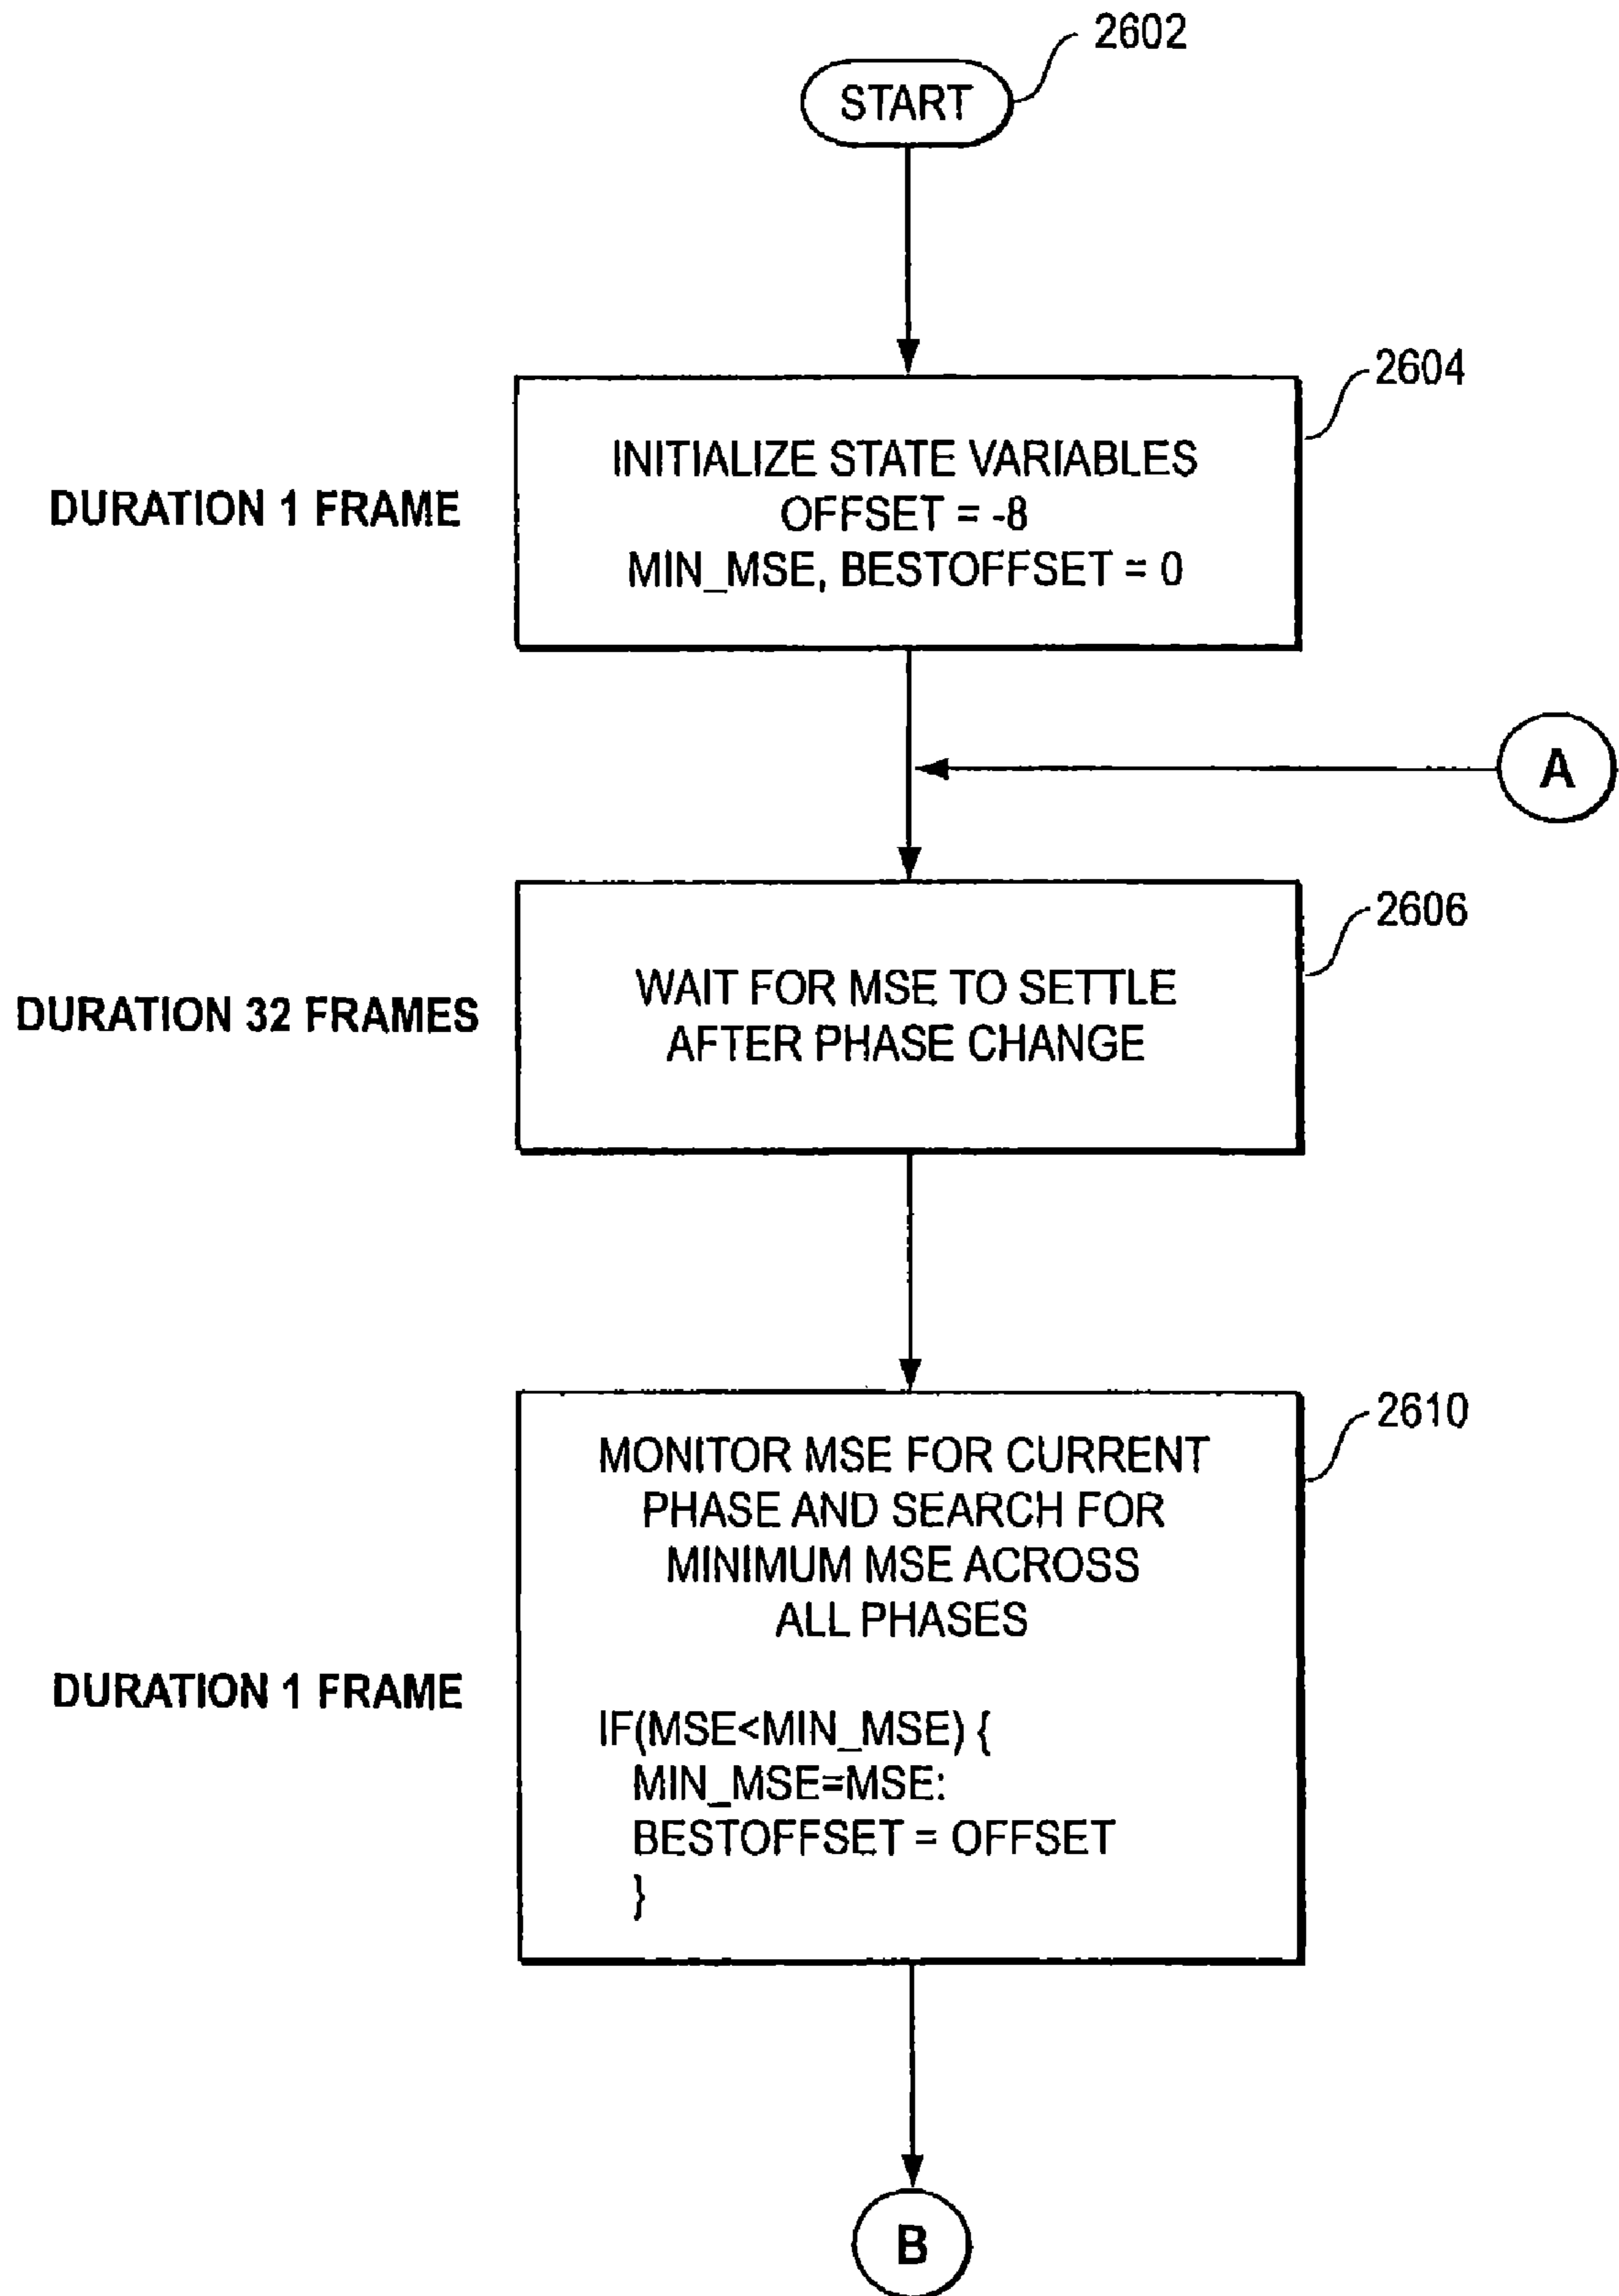 2602
START
2604
INITIALIZE STATE VARIABLES
OFFSET = -8
MIN_MSE, BESTOFFSET = 0
DURATION 1 FRAME
A
2606
WAIT FOR MSE TO SETTLE
AFTER PHASE CHANGE
DURATION 32 FRAMES
2610
MONITOR MSE FOR CURRENT
PHASE AND SEARCH FOR
MINIMUM MSE ACROSS
ALL PHASES
DURATION 1 FRAME
IF(MSE<MIN_MSE) {
MIN_MSE=MSE:
BESTOFFSET = OFFSET
}
B